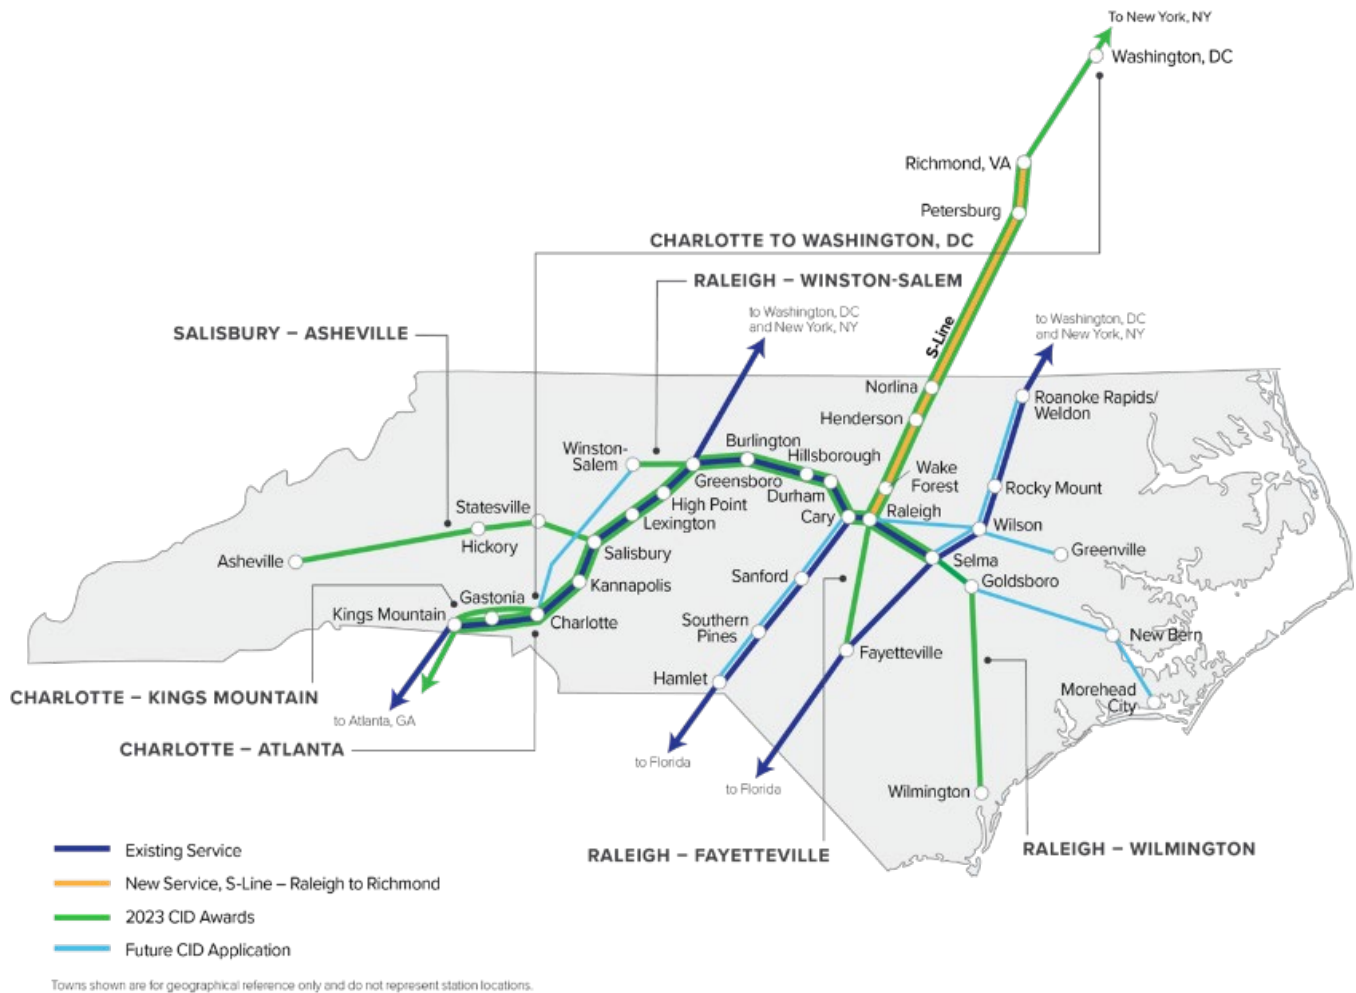 To New York, NY
Washington, DC
Richmond, VA
Petersburg
CHARLOTTE TO WASHINGTON, DC
RALEIGH – WINSTON-SALEM
to Washington, DC
and New York, NY
S-Line
to Washington, DC
and New York, NY
SALISBURY – ASHEVILLE
Norlina
Roanoke Rapids/
Weldon
Henderson
Winston-
Salem
Burlington
Hillsborough
Greensboro
Durham
Wake
Forest
High Point
Rocky Mount
Statesville
Lexington
Cary
Raleigh
Wilson
Hickory
Salisbury
Greenville
Asheville
Selma
Sanford
Goldsboro
Kannapolis
Gastonia
Kings Mountain
Charlotte
Southern
Pines
New Bern
Fayetteville
Hamlet
Morehead
City
CHARLOTTE – KINGS MOUNTAIN
to Atlanta, GA
CHARLOTTE – ATLANTA
to Florida
to Florida
Wilmington
RALEIGH – FAYETTEVILLE
RALEIGH – WILMINGTON
Existing Service
New Service, S-Line – Raleigh to Richmond
2023 CID Awards
Future CID Application
Towns shown are for geographical reference only and do not represent station locations.